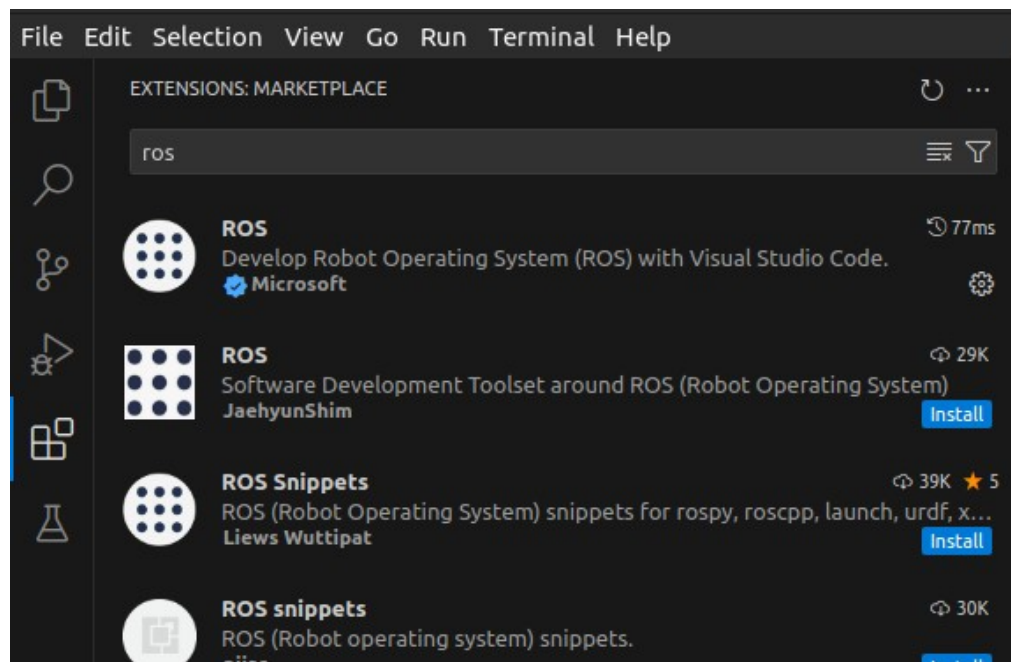 File Edit Selection View Go Run Terminal Help
EXTENSIONS: MARKETPLACE
ros
ROS 77ms
Develop Robot Operating System (ROS) with Visual Studio Code.
Microsoft
ROS 29K
Software Development Toolset around ROS (Robot Operating System)
JaehyunShim Install
ROS Snippets 39K ★ 5
ROS (Robot Operating System) snippets for rospy, roscpp, launch, urdf, x...
Liews Wuttipat Install
ROS snippets 30K
ROS (Robot operating system) snippets.